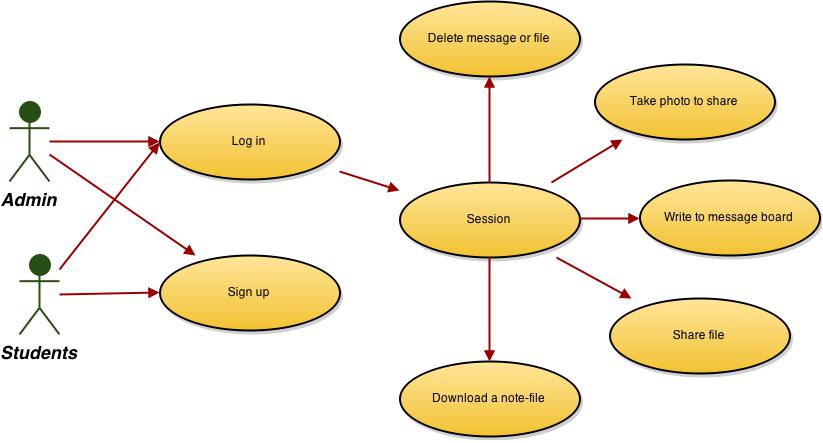 Delete message or file
Take photo to share
Log in
Admin
Session
Write to message board
Sign up
Students
Share file
Download a note-file